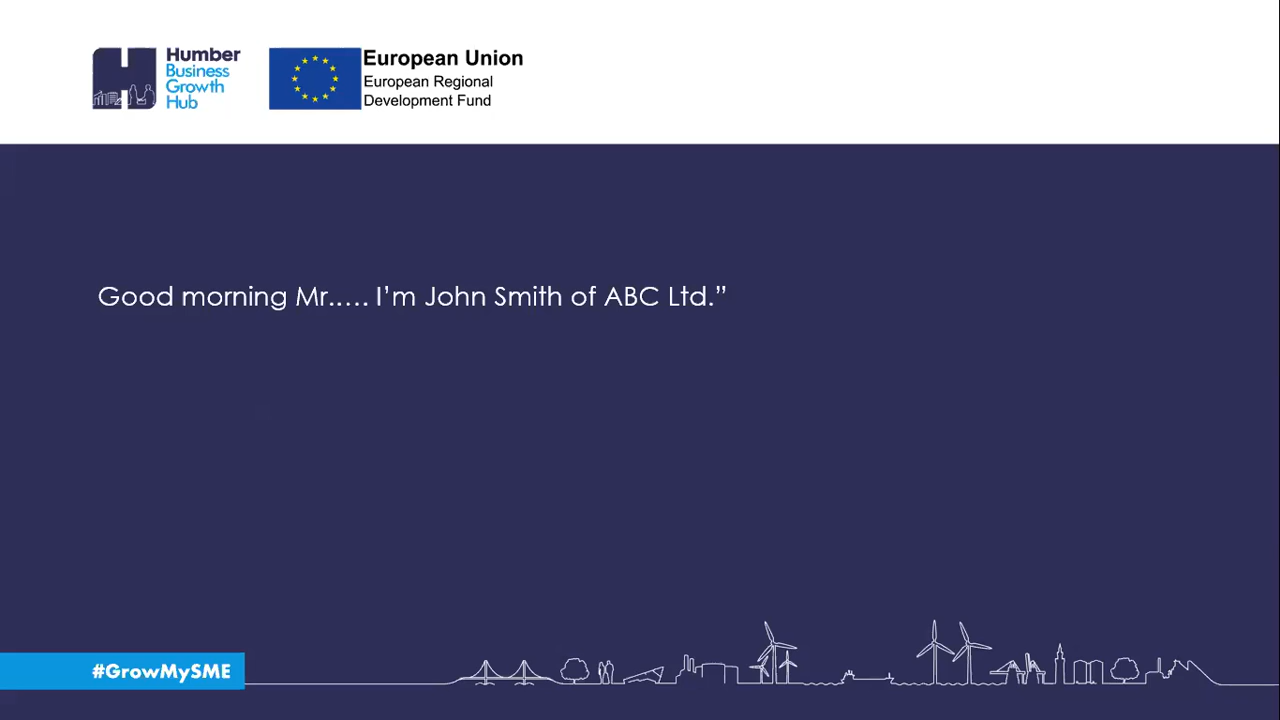 Humber
Business
Growth
Hub
European Union
European Regional
Development Fund
Good morning Mr..... I’m John Smith of ABC Ltd.”
#GrowMySME